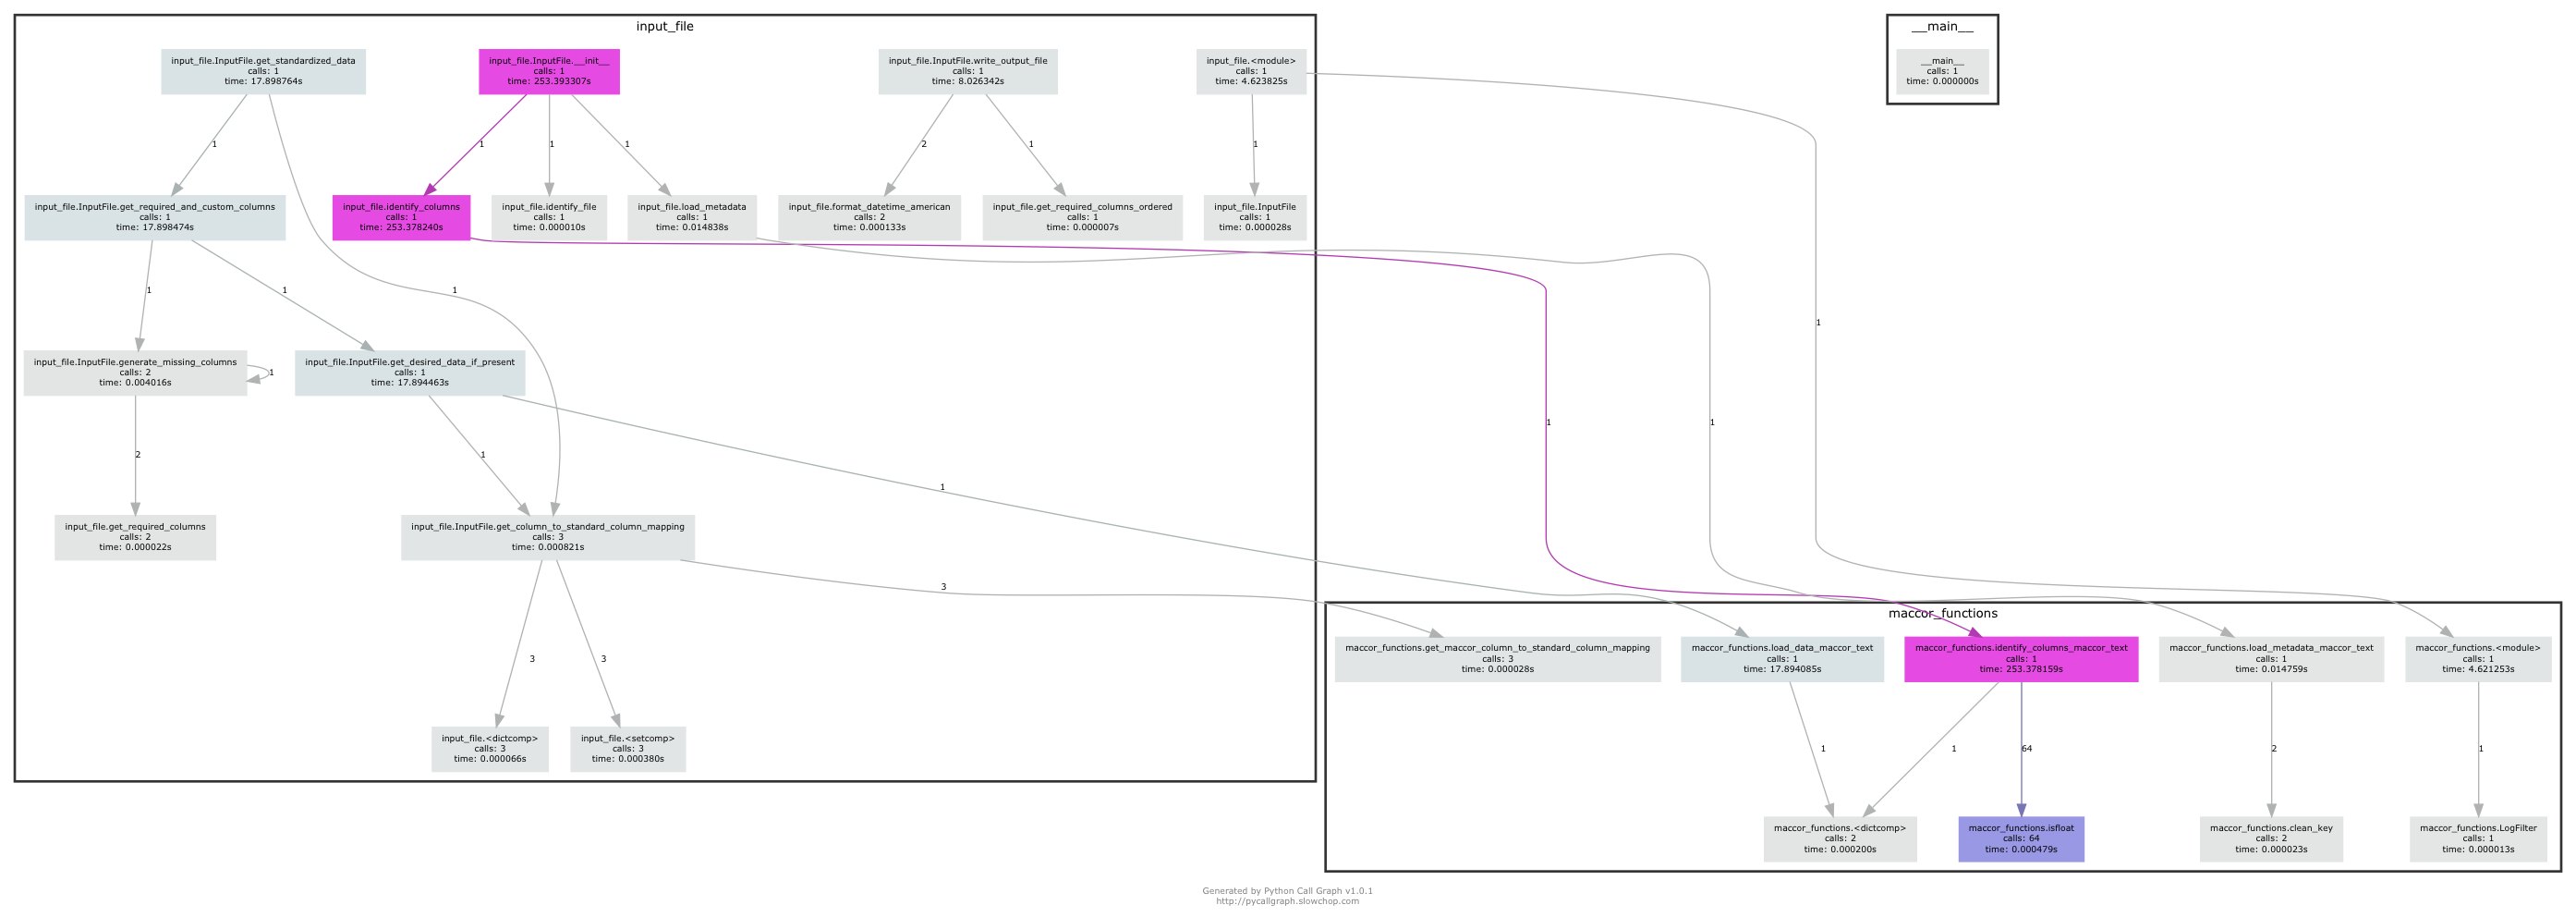 input_file
__main__
input_file.InputFile.get_standardized_data
calls: 1
time: 17.898764s
input_file.InputFile.__init__
calls: 1
time: 253.393307s
input_file.InputFile.write_output_file
calls: 1
time: 8.026342s
input_file.<module>
calls: 1
time: 4.623825s
__main__
calls: 1
time: 0.000000s
1
1
1
1
2
1
1
input_file.InputFile.get_required_and_custom_columns
calls: 1
time: 17.898474s
input_file.identify_columns
calls: 1
time: 253.378240s
input_file.identify_file
calls: 1
time: 0.000010s
input_file.load_metadata
calls: 1
time: 0.014838s
input_file.format_datetime_american
calls: 2
time: 0.000133s
input_file.get_required_columns_ordered
calls: 1
time: 0.000007s
input_file.InputFile
calls: 1
time: 0.000028s
1
1
1
1
input_file.InputFile.generate_missing_columns
calls: 2
time: 0.004016s
1
input_file.InputFile.get_desired_data_if_present
calls: 1
time: 17.894463s
1
1
2
1
1
input_file.get_required_columns
calls: 2
time: 0.000022s
input_file.InputFile.get_column_to_standard_column_mapping
calls: 3
time: 0.000821s
3
maccor_functions
maccor_functions.get_maccor_column_to_standard_column_mapping
calls: 3
time: 0.000028s
maccor_functions.load_data_maccor_text
calls: 1
time: 17.894085s
maccor_functions.identify_columns_maccor_text
calls: 1
time: 253.378159s
maccor_functions.load_metadata_maccor_text
calls: 1
time: 0.014759s
maccor_functions.<module>
calls: 1
time: 4.621253s
3
3
input_file.<dictcomp>
calls: 3
time: 0.000066s
input_file.<setcomp>
calls: 3
time: 0.000380s
1
1
64
2
1
maccor_functions.<dictcomp>
calls: 2
time: 0.000200s
maccor_functions.isfloat
calls: 64
time: 0.000479s
maccor_functions.clean_key
calls: 2
time: 0.000023s
maccor_functions.LogFilter
calls: 1
time: 0.000013s
Generated by Python Call Graph v1.0.1
http://pycallgraph.slowchop.com